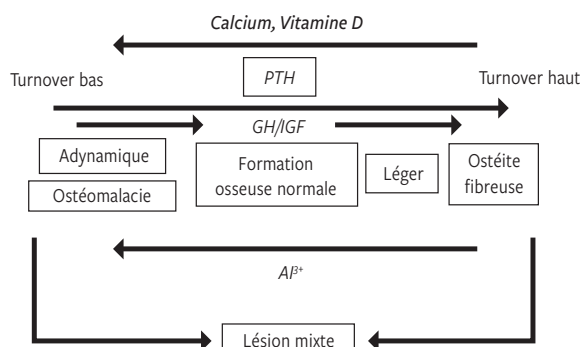 Calcium, Vitamine D
Turnover bas
PTH
Turnover haut
GH/IGF
Adynamique
Ostéomalacie
Formation
osseuse normale
Léger
Ostéite
fibreuse
Al³⁺
Lésion mixte